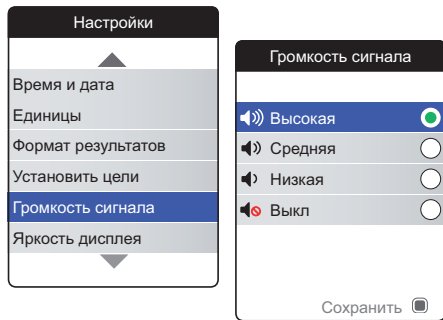 Настройки
Время и дата
Единицы
Формат результатов
Установить цели
Громкость сигнала
Яркость дисплея
Громкость сигнала
Высокая
Средняя
Низкая
Выкл
Сохранить